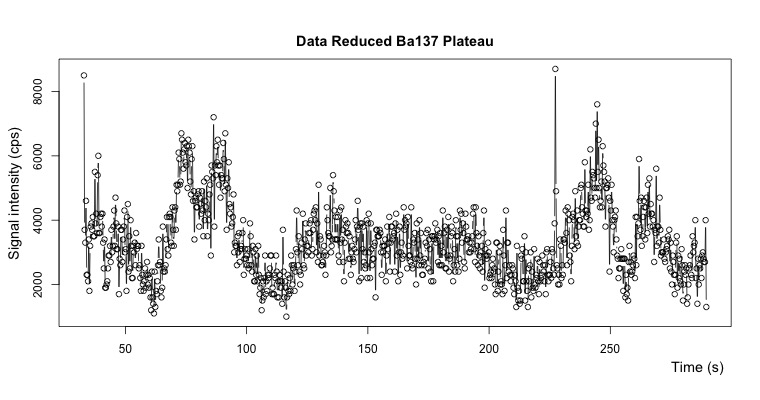 Data Reduced Ba137 Plateau
Signal intensity (cps)
8000
6000
4000
2000
50 100 150 200 250
Time (s)